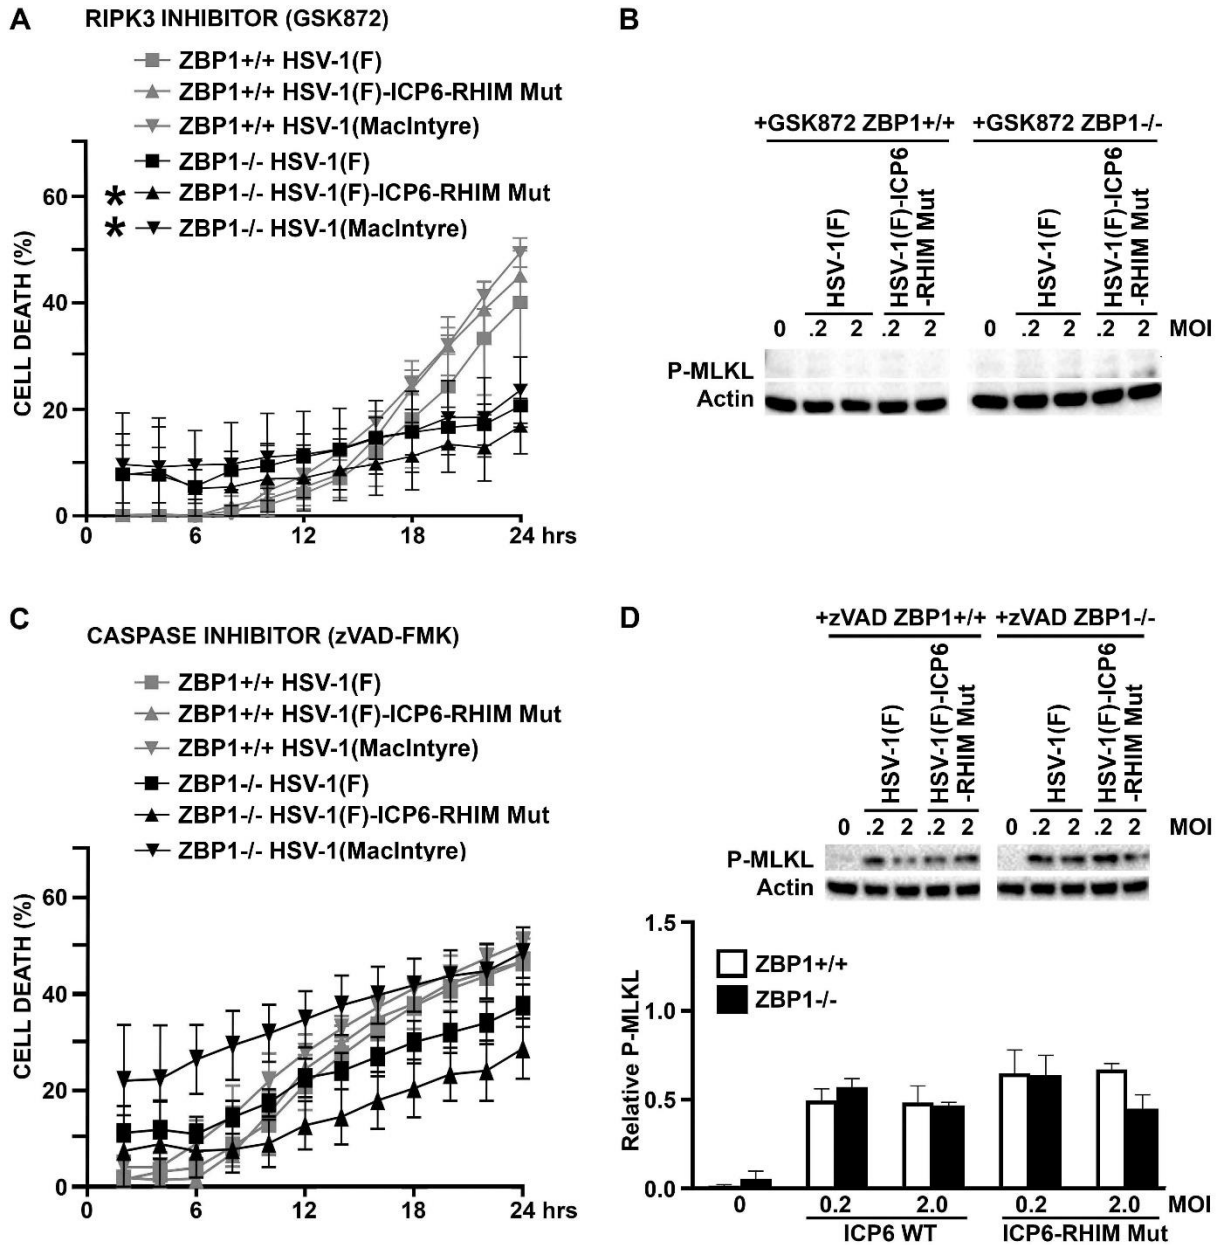 A
RIPK3 INHIBITOR (GSK872)
ZBP1+/+ HSV-1(F)
ZBP1+/+ HSV-1(F)-ICP6-RHIM Mut
ZBP1+/+ HSV-1(MacIntyre)
ZBP1-/- HSV-1(F)
* ZBP1-/- HSV-1(F)-ICP6-RHIM Mut
* ZBP1-/- HSV-1(MacIntyre)
CELL DEATH (%)
60
40
20
0
0 6 12 18 24 hrs
B
+GSK872 ZBP1+/+ +GSK872 ZBP1-/-
HSV-1(F)
HSV-1(F)-ICP6
-RHIM Mut
HSV-1(F)
HSV-1(F)-ICP6
-RHIM Mut
0 .2 2 .2 2 0 .2 2 .2 2 MOI
P-MLKL
Actin
C
CASPASE INHIBITOR (zVAD-FMK)
ZBP1+/+ HSV-1(F)
ZBP1+/+ HSV-1(F)-ICP6-RHIM Mut
ZBP1+/+ HSV-1(MacIntyre)
ZBP1-/- HSV-1(F)
ZBP1-/- HSV-1(F)-ICP6-RHIM Mut
ZBP1-/- HSV-1(MacIntyre)
CELL DEATH (%)
60
40
20
0
0 6 12 18 24 hrs
D
+zVAD ZBP1+/+ +zVAD ZBP1-/-
HSV-1(F)
HSV-1(F)-ICP6
-RHIM Mut
HSV-1(F)
HSV-1(F)-ICP6
-RHIM Mut
0 .2 2 .2 2 0 .2 2 .2 2 MOI
P-MLKL
Actin
Relative P-MLKL
1.5
1.0
0.5
0.0
ZBP1+/+
ZBP1-/-
0 0.2 2.0 0.2 2.0 MOI
ICP6 WT ICP6-RHIM Mut